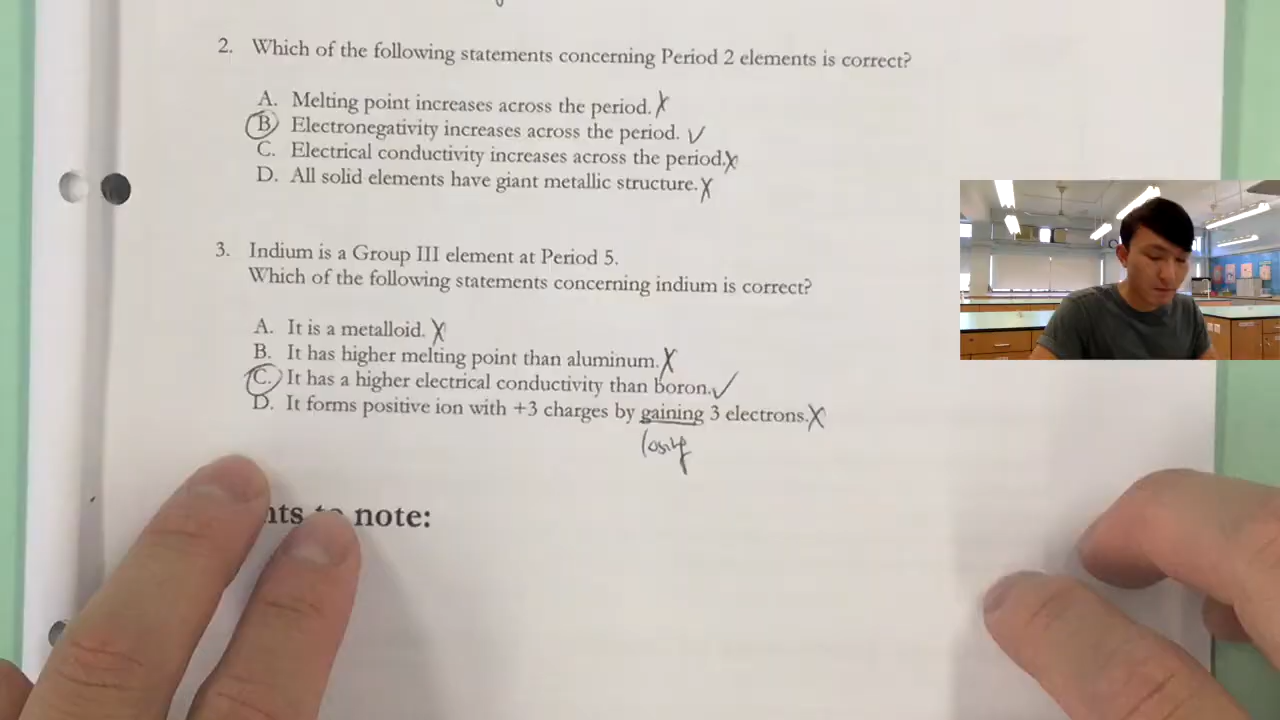 2. Which of the following statements concerning Period 2 elements is correct?
A. Melting point increases across the period. X
B. Electronegativity increases across the period. ✓
C. Electrical conductivity increases across the period. X
D. All solid elements have giant metallic structure. X
3. Indium is a Group III element at Period 5.
Which of the following statements concerning indium is correct?
A. It is a metalloid. X
B. It has higher melting point than aluminum. X
C. It has a higher electrical conductivity than boron. ✓
D. It forms positive ion with +3 charges by gaining 3 electrons. X
losing
note: